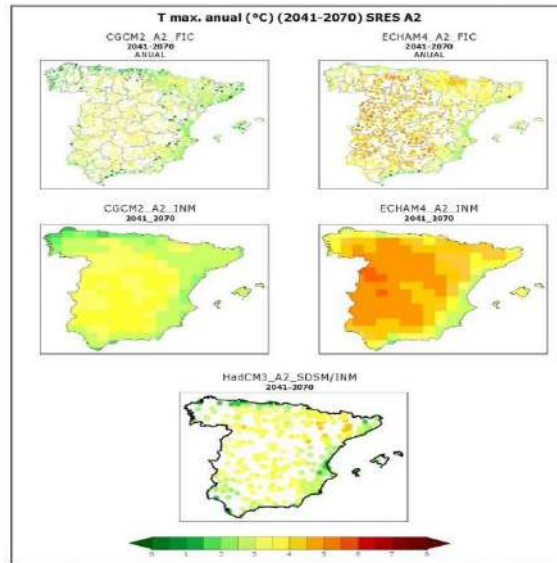 T max. anual (°C) (2041-2070) SRES A2
CGCM2_A2_FIC
2041-2070
ANUAL
ECHAM4_A2_FIC
2041-2070
ANUAL
CGCM2_A2_INM
2041_2070
ECHAM4_A2_INM
2041_2070
HadCM3_A2_SDSM/INM
2041-2070
0 1 2 3 4 5 6 7 8